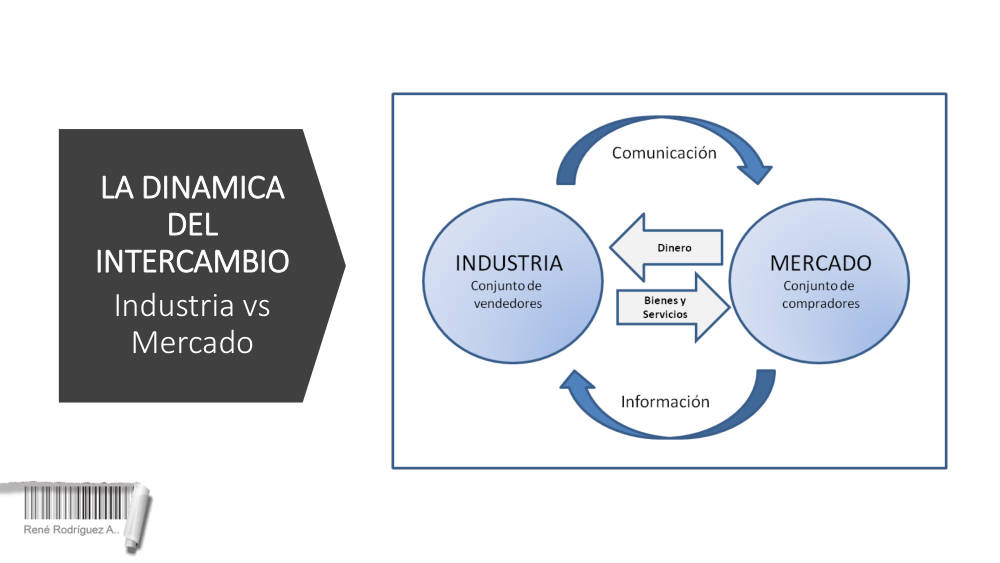 LA DINAMICA
DEL
INTERCAMBIO
Industria vs
Mercado
Comunicación
INDUSTRIA
Conjunto de
vendedores
Dinero
Bienes y
Servicios
MERCADO
Conjunto de
compradores
Información
René Rodríguez A..